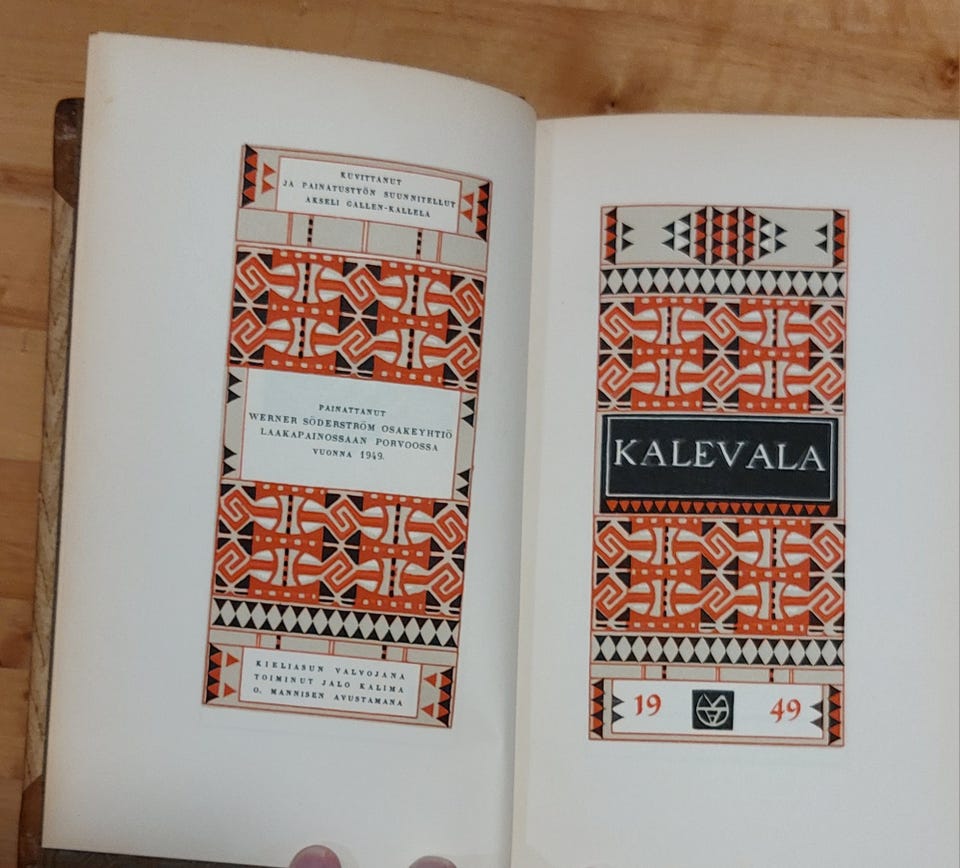 KUVITTANUT
JA PAINATUSTYÖN SUUNNITELLUT
AKSELI GALLEN-KALLELA
PAINATTANUT
WERNER SÖDERSTRÖM OSAKEYHTIÖ
LAAKAPAINOSSAAN PORVOOSSA
VUONNA 1949.
KIELIASUN VALVOJANA
TOIMINUT JALO KALIMA
O. MANNISEN AVUSTAMANA
KALEVALA
19 49